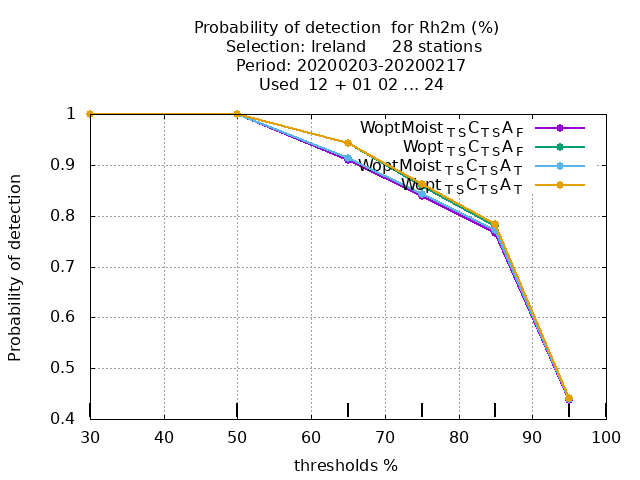 Probability of detection for Rh2m (%)
Selection: Ireland 28 stations
Period: 20200203-20200217
Used 12 + 01 02 ... 24
Probability of detection
1
0.9
0.8
0.7
0.6
0.5
0.4
WoptMoist TS C TS A F
Wopt TS C TS A F
WoptMoist TS C TS A T
Wopt TS C TS A T
30 40 50 60 70 80 90 100
thresholds %